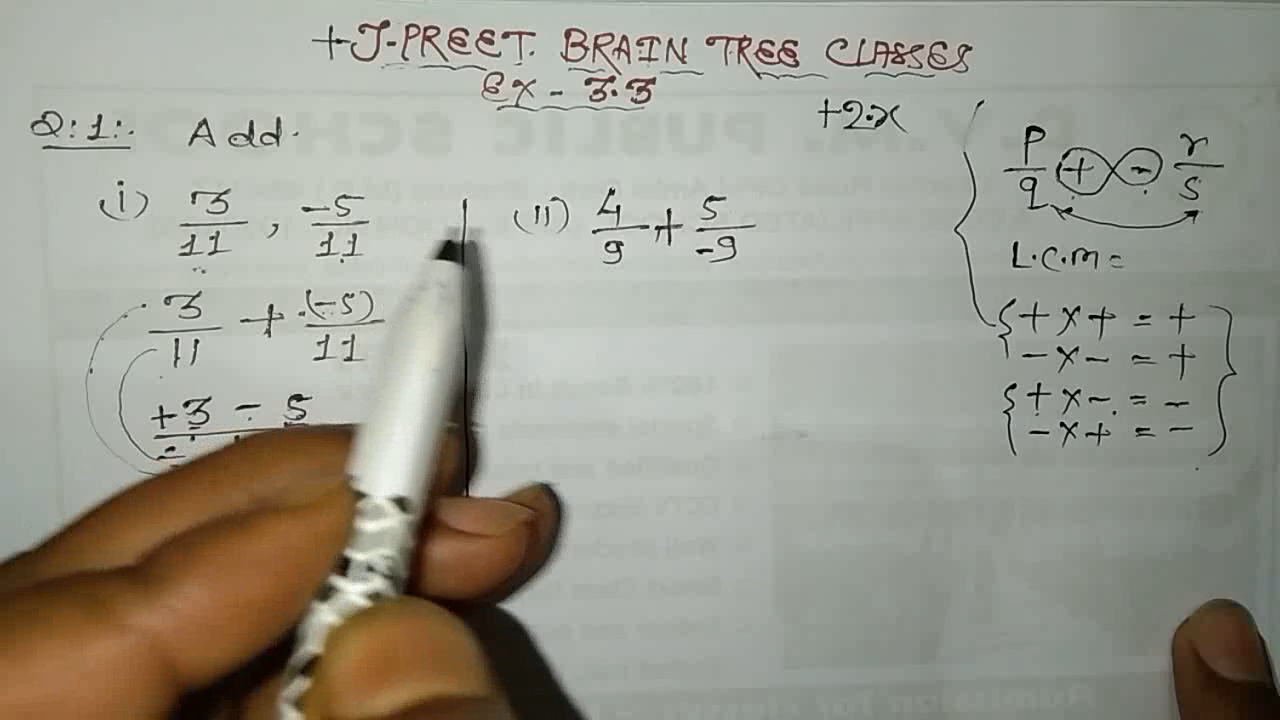 +J-PREET. BRAIN TREE CLASSES
EX - 3.3
Q:1:. Add.
+2.x
(i) 3/11 , -5/11
(ii) 4/9 + 5/-9
3/11 + (-5)/11
+3 - 5
p/q + - r/s
L.C.M =
+ x + = +
- x - = +
+ x - = -
- x + = -